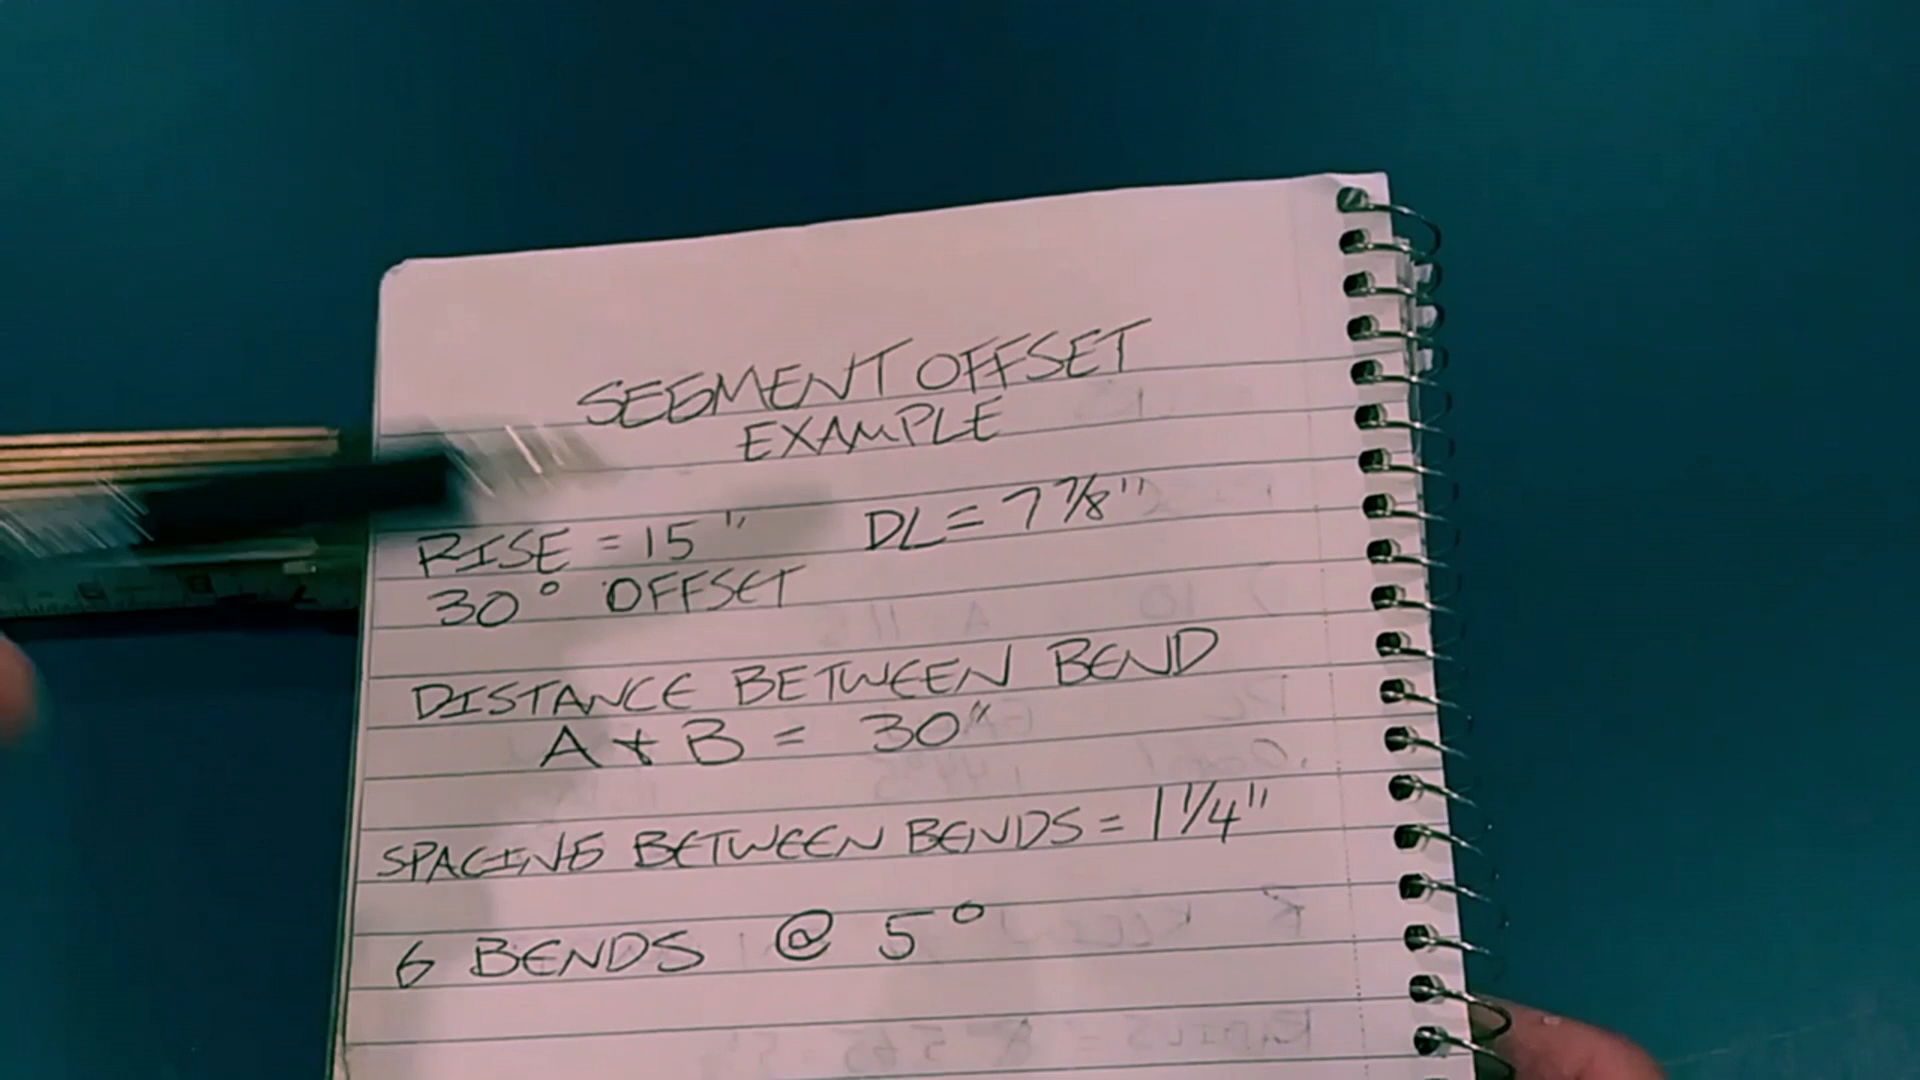 SEGMENT OFFSET
EXAMPLE
RISE = 15" DL = 7 7/8"
30° OFFSET
DISTANCE BETWEEN BEND
A + B = 30"
SPACING BETWEEN BENDS = 1 1/4"
6 BENDS @ 5°